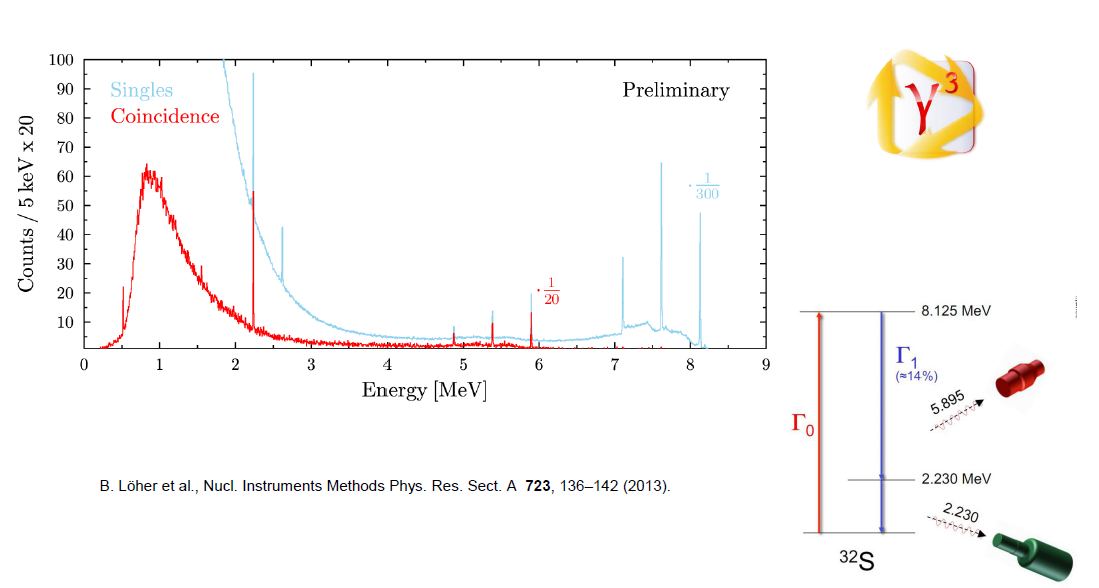 100
90
80
70
60
50
40
30
20
10
Counts / 5 keV x 20
Singles
Coincidence
Preliminary
· 1/300
· 1/20
0 1 2 3 4 5 6 7 8 9
Energy [MeV]
γ³
8.125 MeV
Γ₁
(≈14%)
Γ₀
5.895
2.230 MeV
2.230
³²S
B. Löher et al., Nucl. Instruments Methods Phys. Res. Sect. A 723, 136–142 (2013).